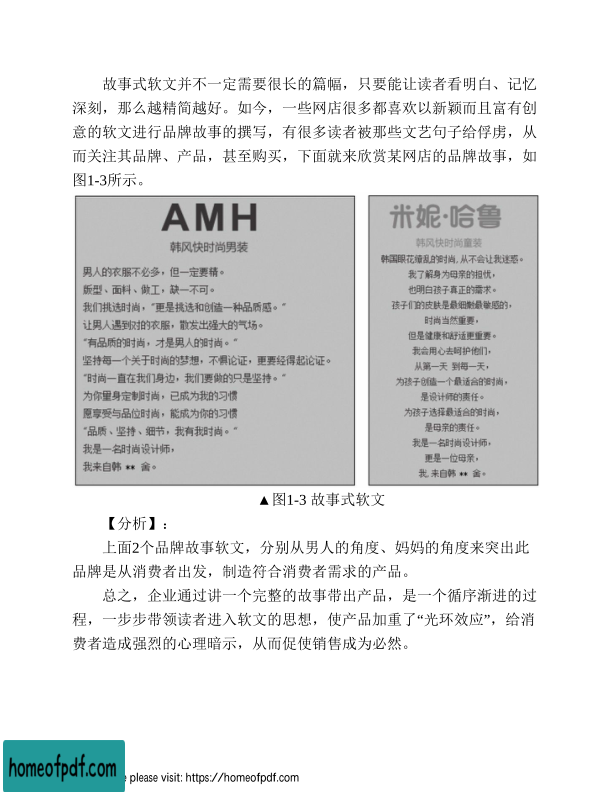 故事式软文并不一定需要很长的篇幅，只要能让读者看明白、记忆
深刻，那么越精简越好。如今，一些网店很多都喜欢以新颖而且富有创
意的软文进行品牌故事的撰写，有很多读者被那些文艺句子给俘虏，从
而关注其品牌、产品，甚至购买，下面就来欣赏某网店的品牌故事，如
图1-3所示。
AMH
韩风快时尚男装
男人的衣服不必多，但一定要精。
版型、面料、做工，缺一不可。
我们挑选时尚，“更是挑选和创造一种品质感。”
让男人遇到对的衣服，散发出强大的气场。
“有品质的时尚，才是男人的时尚。”
坚持每一个关于时尚的梦想，不惧论证，更要经得起论证。
“时尚一直在我们身边，我们要做的只是坚持。”
为你量身定制时尚，已成为我的习惯
愿享受与品位时尚，能成为你的习惯
“品质、坚持、细节，我有我时尚。”
我是一名时尚设计师，
我来自韩 ** 舍。
米妮·哈鲁
韩风快时尚童装
韩国眼花缭乱的时尚,从不会让我迷惑。
我了解身为母亲的担忧，
也明白孩子真正的需求。
孩子们的皮肤是最细嫩最敏感的，
时尚当然重要，
但是健康和舒适更重要。
我会用心去呵护他们，
从第一天 到每一天，
为孩子创造一个最适合的时尚，
是设计师的责任。
为孩子选择最适合的时尚，
是母亲的责任。
我是一名时尚设计师，
更是一位母亲，
我,来自韩 ** 舍。
▲图1-3 故事式软文
【分析】：
上面2个品牌故事软文，分别从男人的角度、妈妈的角度来突出此
品牌是从消费者出发，制造符合消费者需求的产品。
总之，企业通过讲一个完整的故事带出产品，是一个循序渐进的过
程，一步步带领读者进入软文的思想，使产品加重了“光环效应”，给消
费者造成强烈的心理暗示，从而促使销售成为必然。
homeofpdf.com
e please visit: https://homeofpdf.com